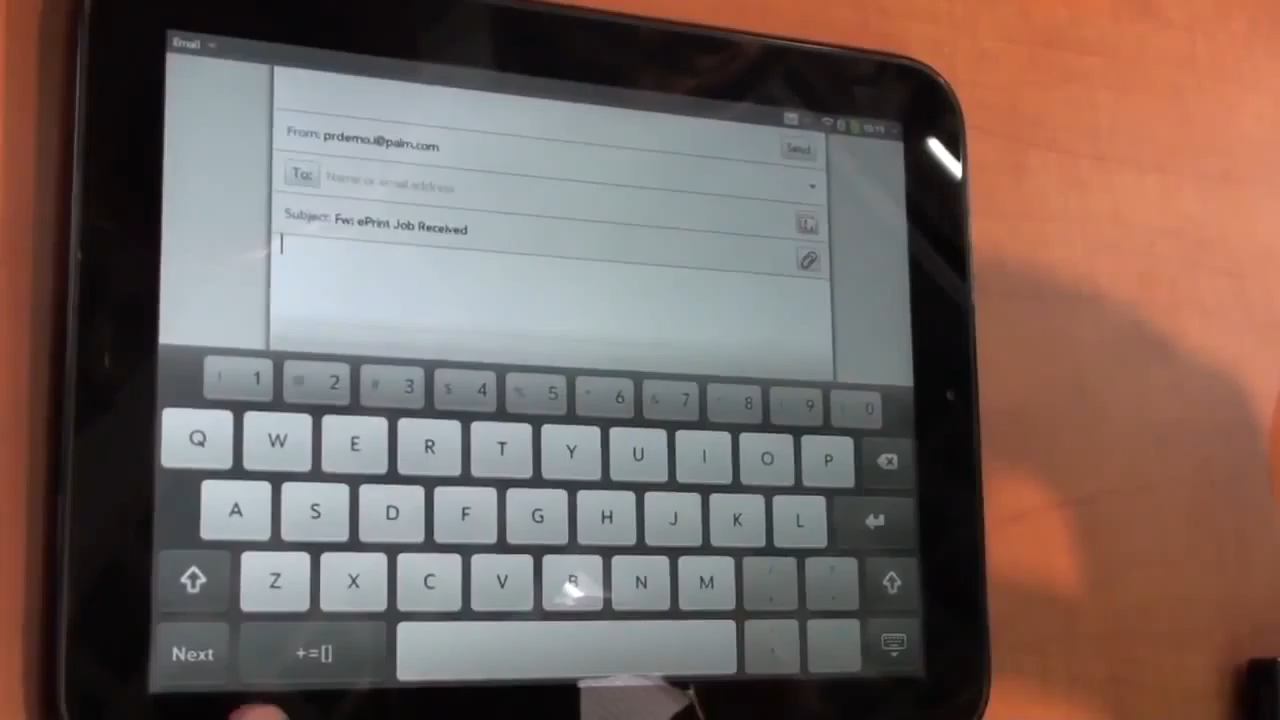 Email
From: prdemo.i@palm.com
Send
To: Name or email address
Subject: Fw: ePrint Job Received
1 2 # 3 $ 4 % 5 6 & 7 8 9 0
Q W E R T Y U I O P
A S D F G H J K L
Z X C V B N M
Next +=[]